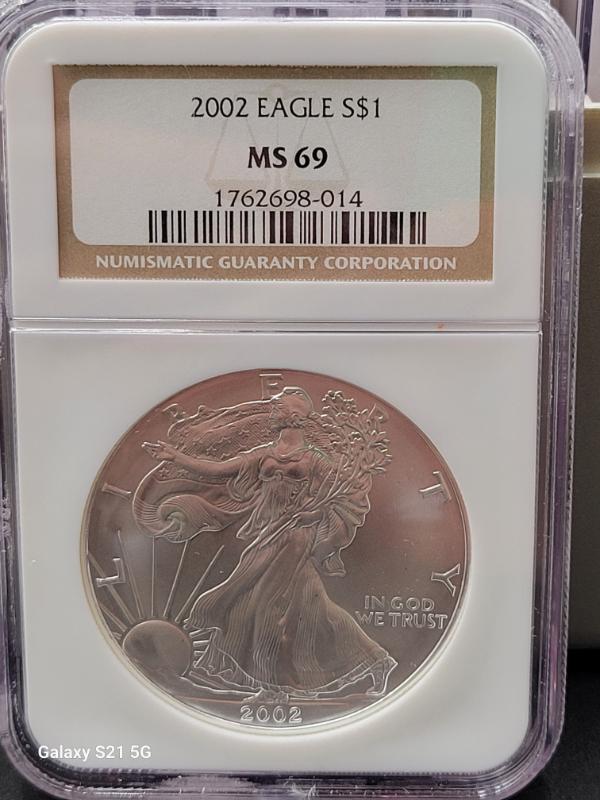 2002 EAGLE S$1
MS 69
1762698-014
NUMISMATIC GUARANTY CORPORATION
LIBERTY
IN GOD
WE TRUST
2002
Galaxy S21 5G